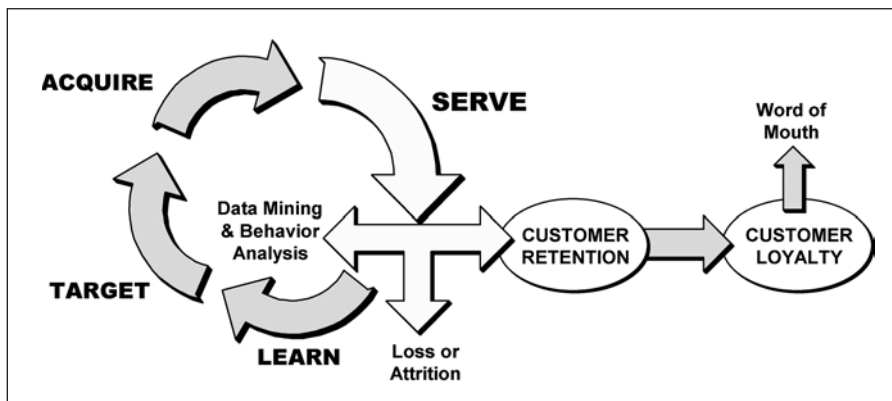 ACQUIRE
SERVE
Word of
Mouth
Data Mining
& Behavior
Analysis
CUSTOMER
RETENTION
CUSTOMER
LOYALTY
TARGET
LEARN
Loss or
Attrition